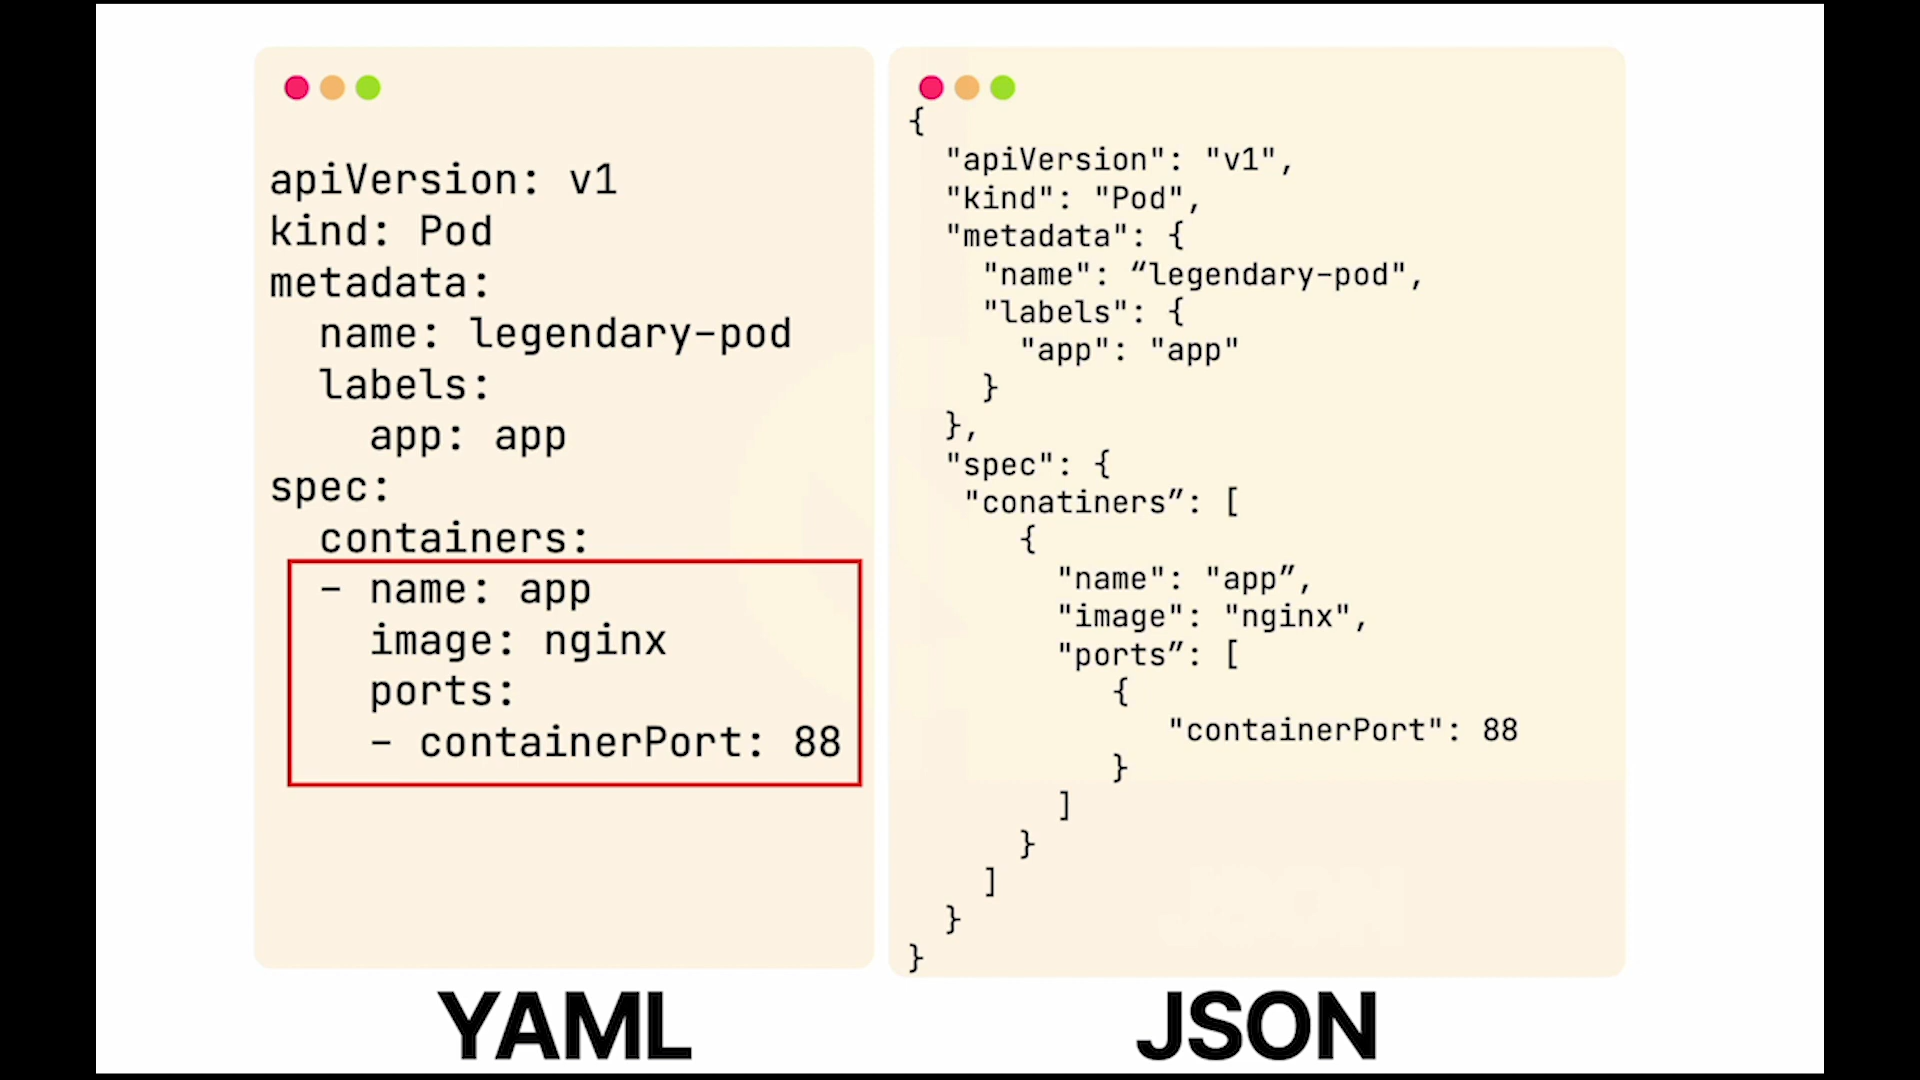 apiVersion: v1
kind: Pod
metadata:
  name: legendary-pod
  labels:
    app: app
spec:
  containers:
  - name: app
    image: nginx
    ports:
    - containerPort: 88
YAML
{
  "apiVersion": "v1",
  "kind": "Pod",
  "metadata": {
    "name": “legendary-pod",
    "labels": {
      "app": "app"
    }
  },
  "spec": {
   "conatiners”: [
      {
        "name": "app”,
        "image": "nginx",
        "ports”: [
           {
              "containerPort": 88
           }
        ]
      }
    ]
  }
}
JSON